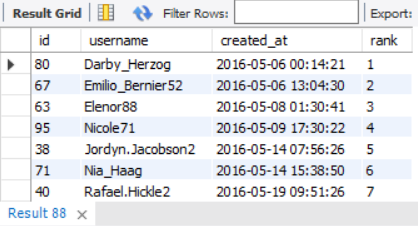 Result Grid Filter Rows: Export:
id username created_at rank
80 Darby_Herzog 2016-05-06 00:14:21 1
67 Emilio_Bernier52 2016-05-06 13:04:30 2
63 Elenor88 2016-05-08 01:30:41 3
95 Nicole71 2016-05-09 17:30:22 4
38 Jordyn.Jacobson2 2016-05-14 07:56:26 5
71 Nia_Haag 2016-05-14 15:38:50 6
40 Rafael.Hickle2 2016-05-19 09:51:26 7
Result 88